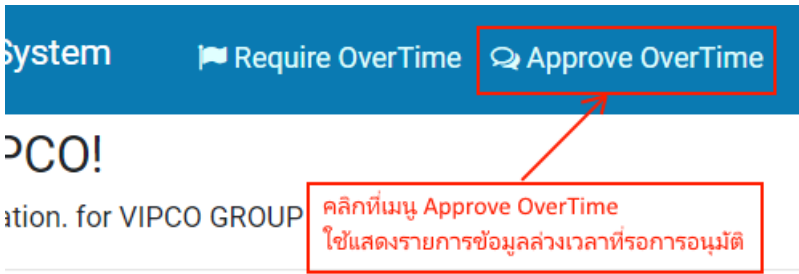 System
Require OverTime
Approve OverTime
PCO!
ation. for VIPCO GROUP
คลิกที่เมนู Approve OverTime
ใช้แสดงรายการข้อมูลล่วงเวลาที่รอการอนุมัติ